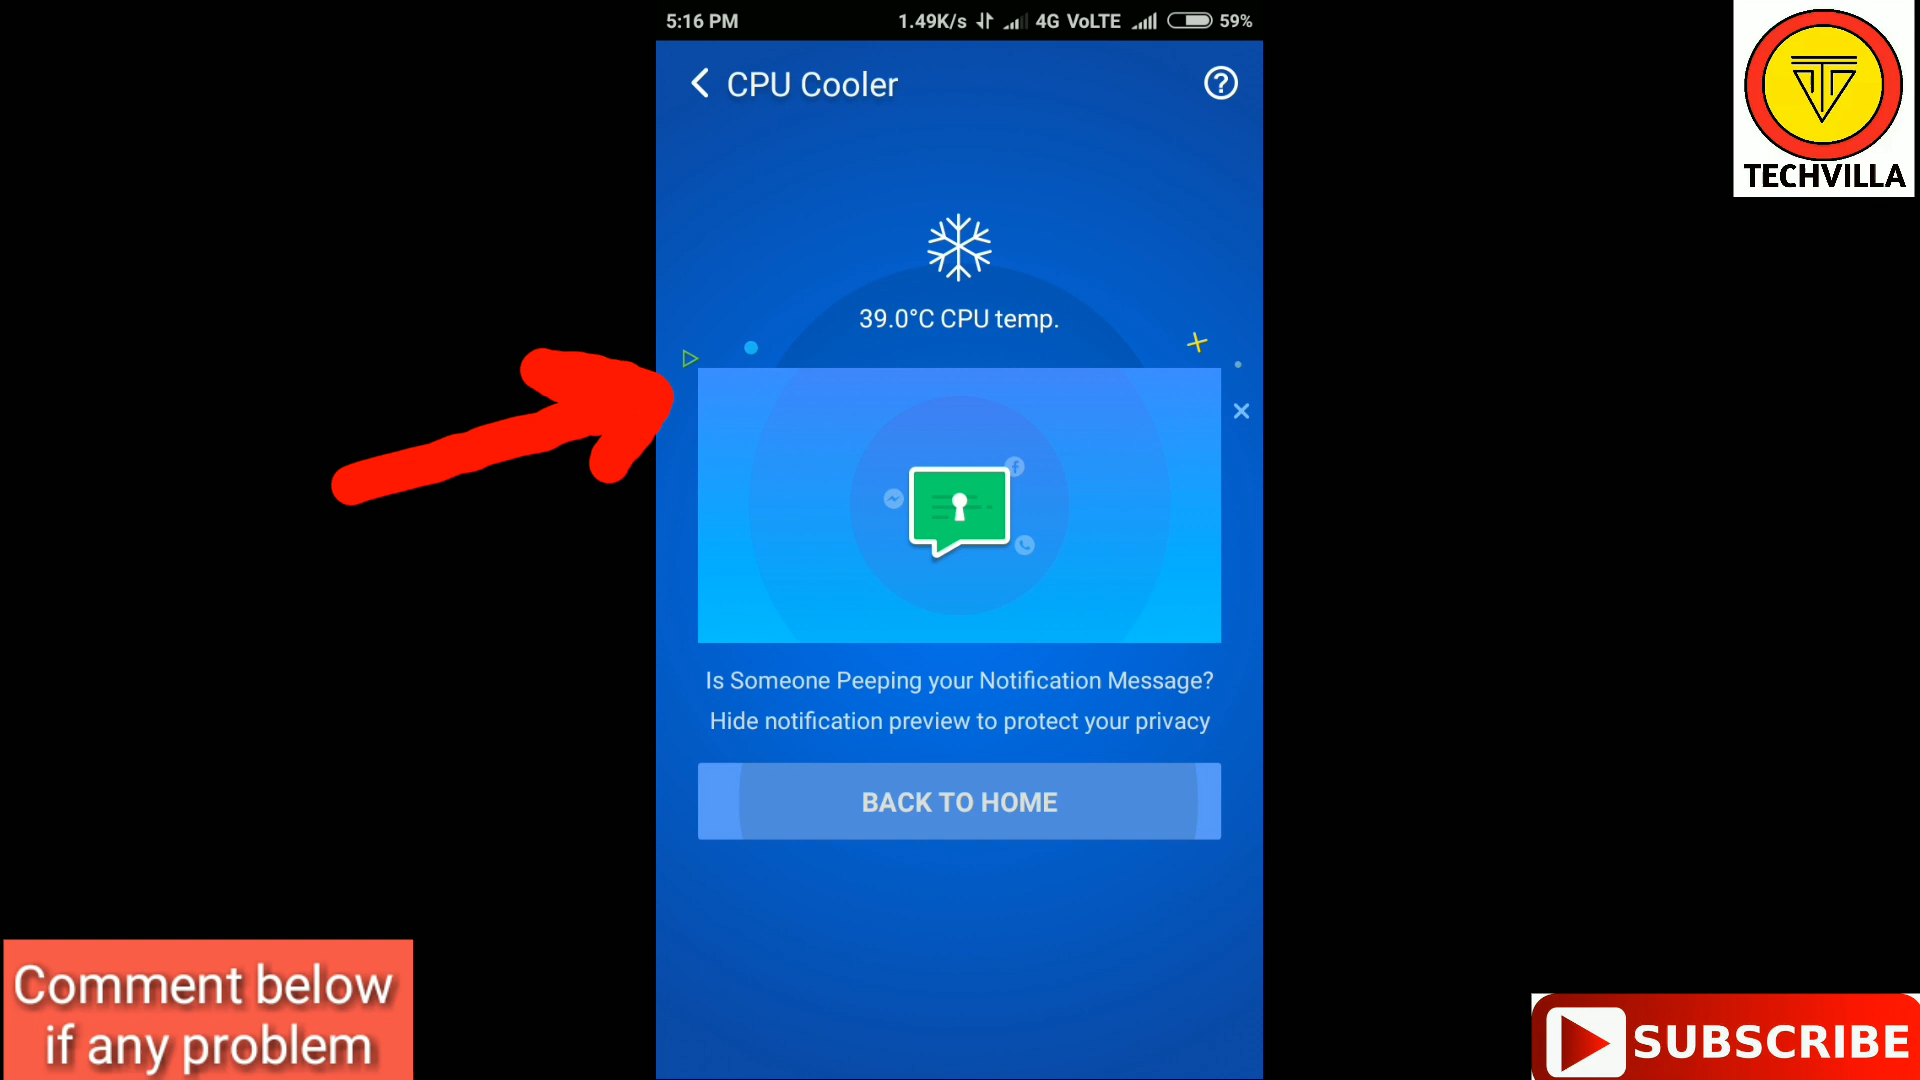 5:16 PM 1.49K/s 4G VoLTE 59%
CPU Cooler
TECHVILLA
39.0°C CPU temp.
Is Someone Peeping your Notification Message?
Hide notification preview to protect your privacy
BACK TO HOME
Comment below
if any problem
SUBSCRIBE